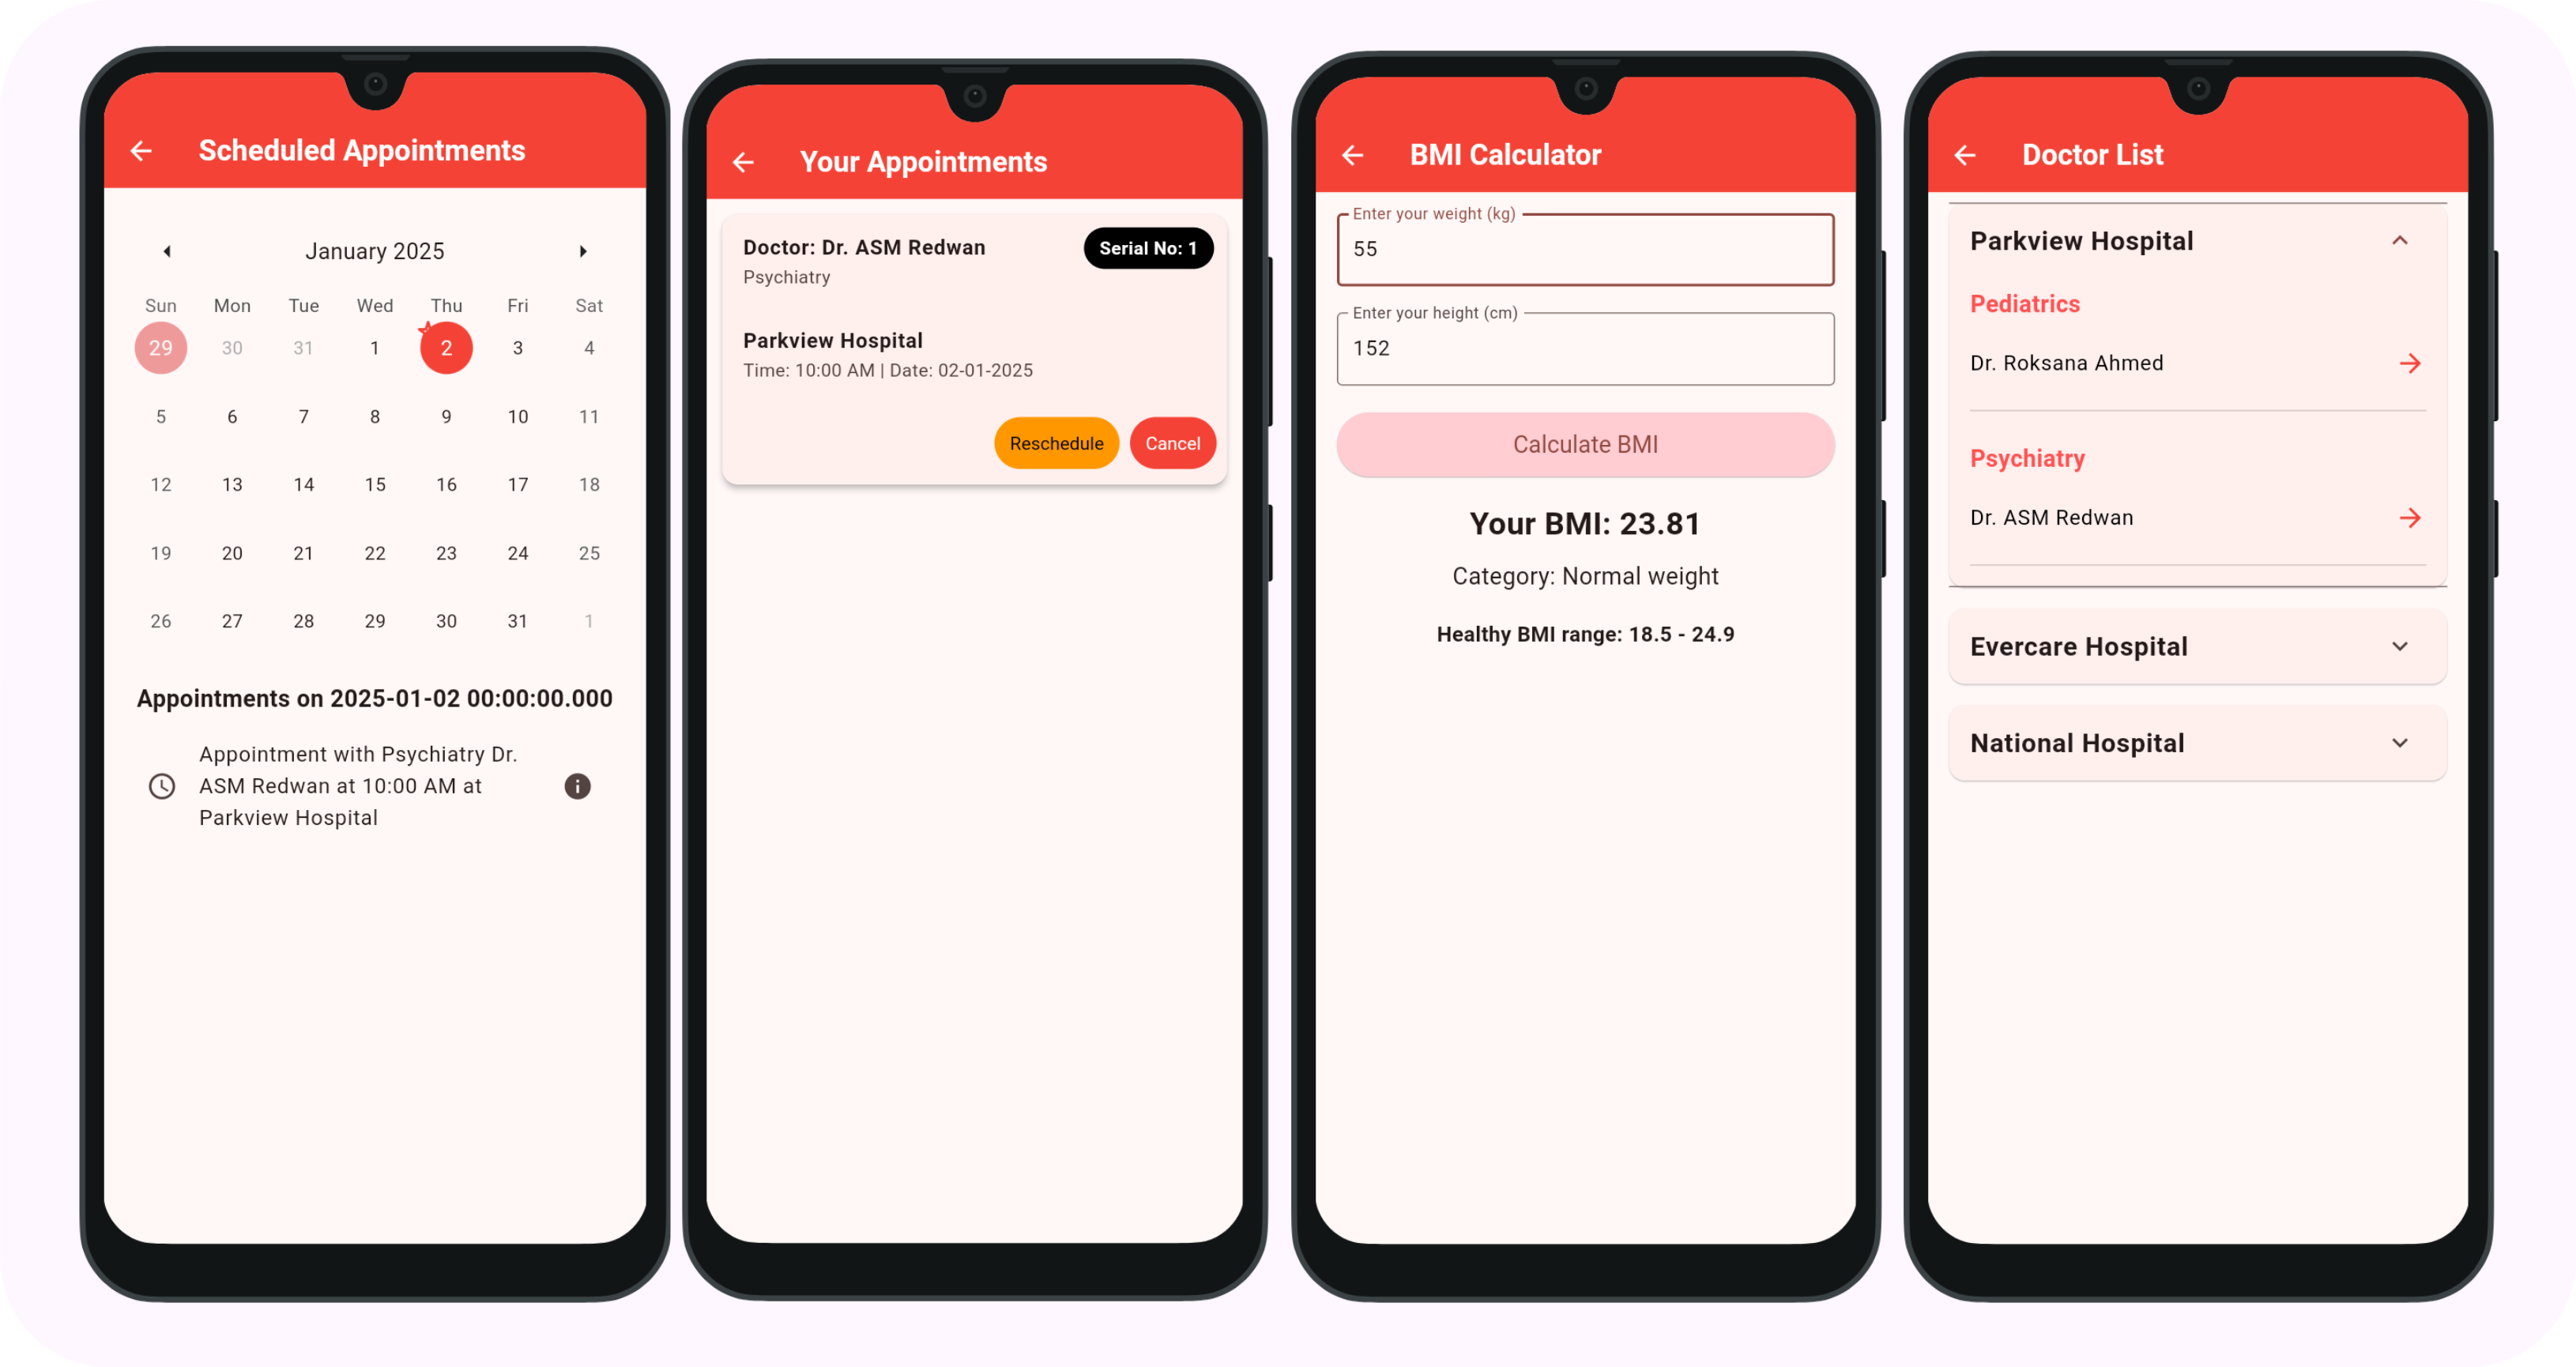 Scheduled Appointments
January 2025
Sun Mon Tue Wed Thu Fri Sat
29 30 31 1 2 3 4
5 6 7 8 9 10 11
12 13 14 15 16 17 18
19 20 21 22 23 24 25
26 27 28 29 30 31 1
Appointments on 2025-01-02 00:00:00.000
Appointment with Psychiatry Dr.
ASM Redwan at 10:00 AM at
Parkview Hospital
Your Appointments
Doctor: Dr. ASM Redwan
Serial No: 1
Psychiatry
Parkview Hospital
Time: 10:00 AM | Date: 02-01-2025
Reschedule Cancel
BMI Calculator
Enter your weight (kg)
55
Enter your height (cm)
152
Calculate BMI
Your BMI: 23.81
Category: Normal weight
Healthy BMI range: 18.5 - 24.9
Doctor List
Parkview Hospital
Pediatrics
Dr. Roksana Ahmed
Psychiatry
Dr. ASM Redwan
Evercare Hospital
National Hospital